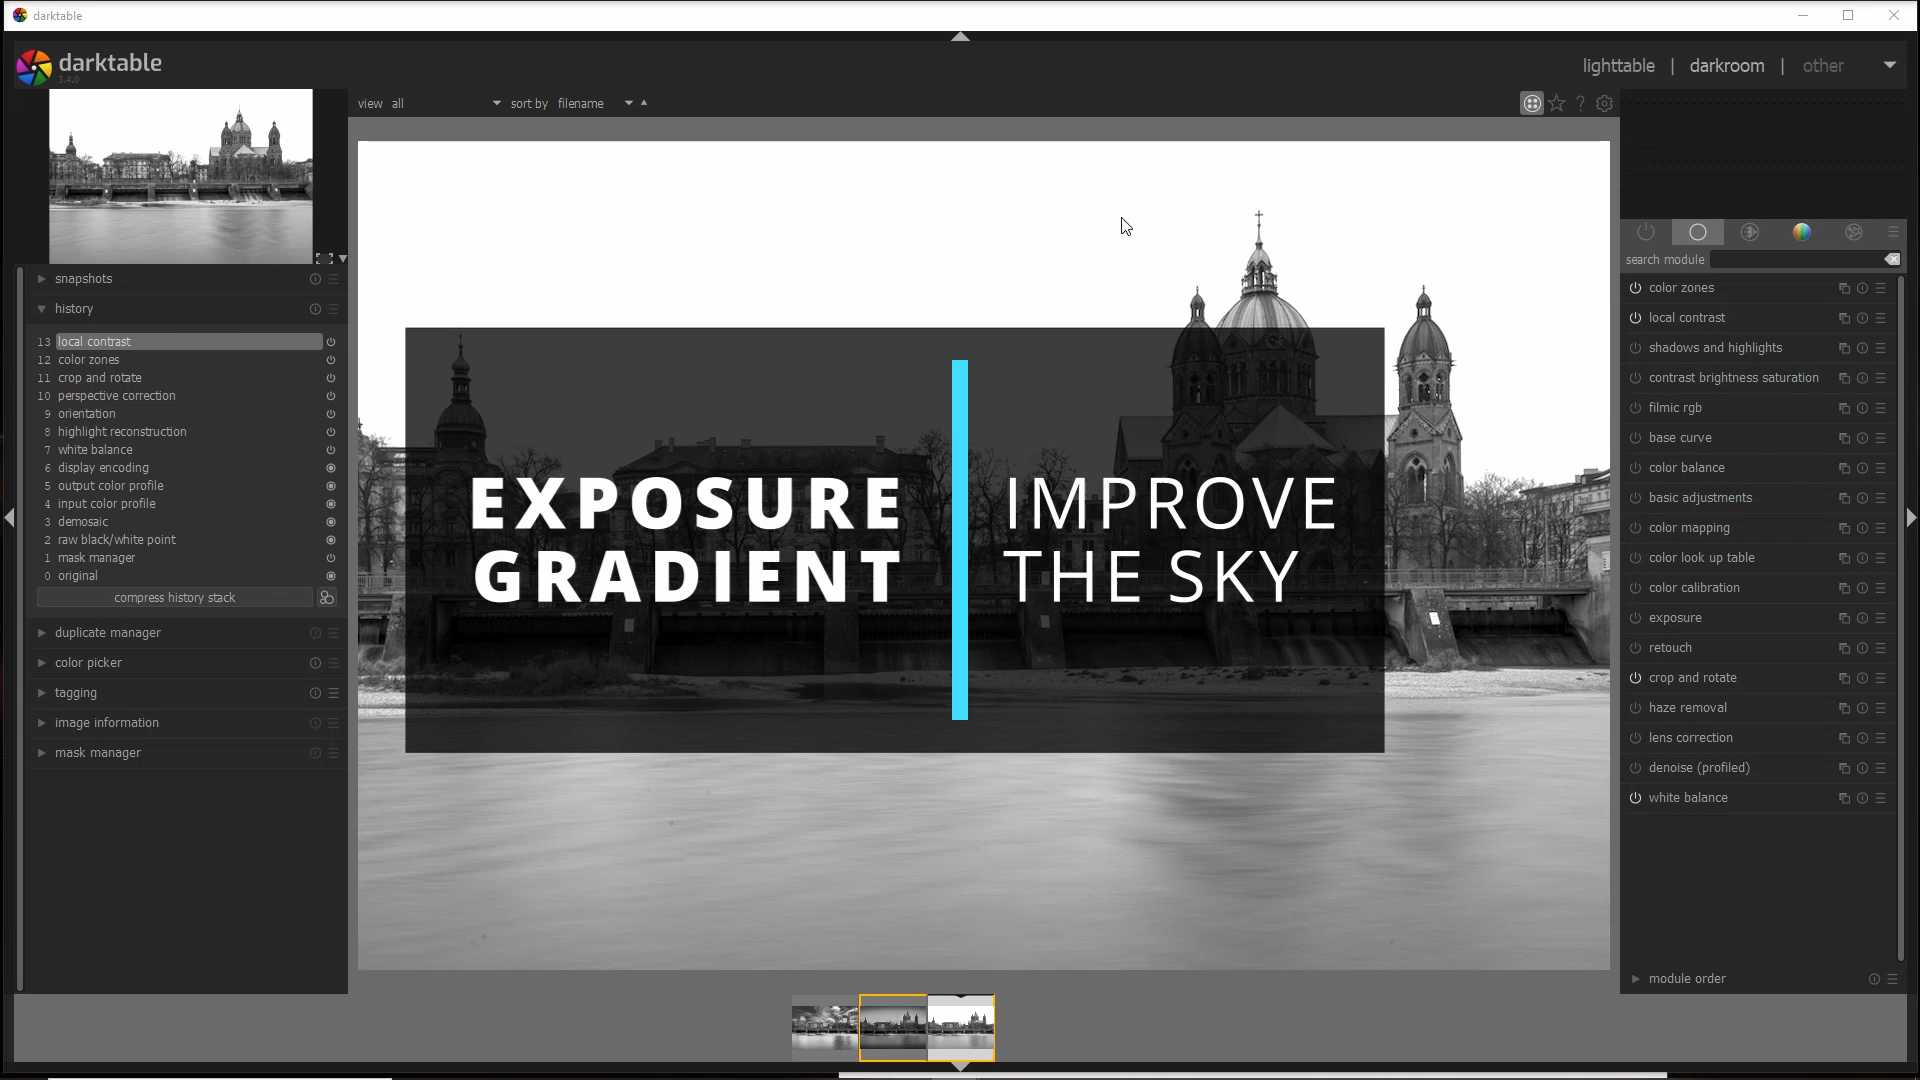 darktable
darktable
3.4.0
lighttable | darkroom | other
view all
sort by filename
?
snapshots
history
13 local contrast
12 color zones
11 crop and rotate
10 perspective correction
9 orientation
8 highlight reconstruction
7 white balance
6 display encoding
5 output color profile
4 input color profile
3 demosaic
2 raw black/white point
1 mask manager
0 original
compress history stack
duplicate manager
color picker
tagging
image information
mask manager
EXPOSURE
GRADIENT
IMPROVE
THE SKY
search module
color zones
local contrast
shadows and highlights
contrast brightness saturation
filmic rgb
base curve
color balance
basic adjustments
color mapping
color look up table
color calibration
exposure
retouch
crop and rotate
haze removal
lens correction
denoise (profiled)
white balance
module order